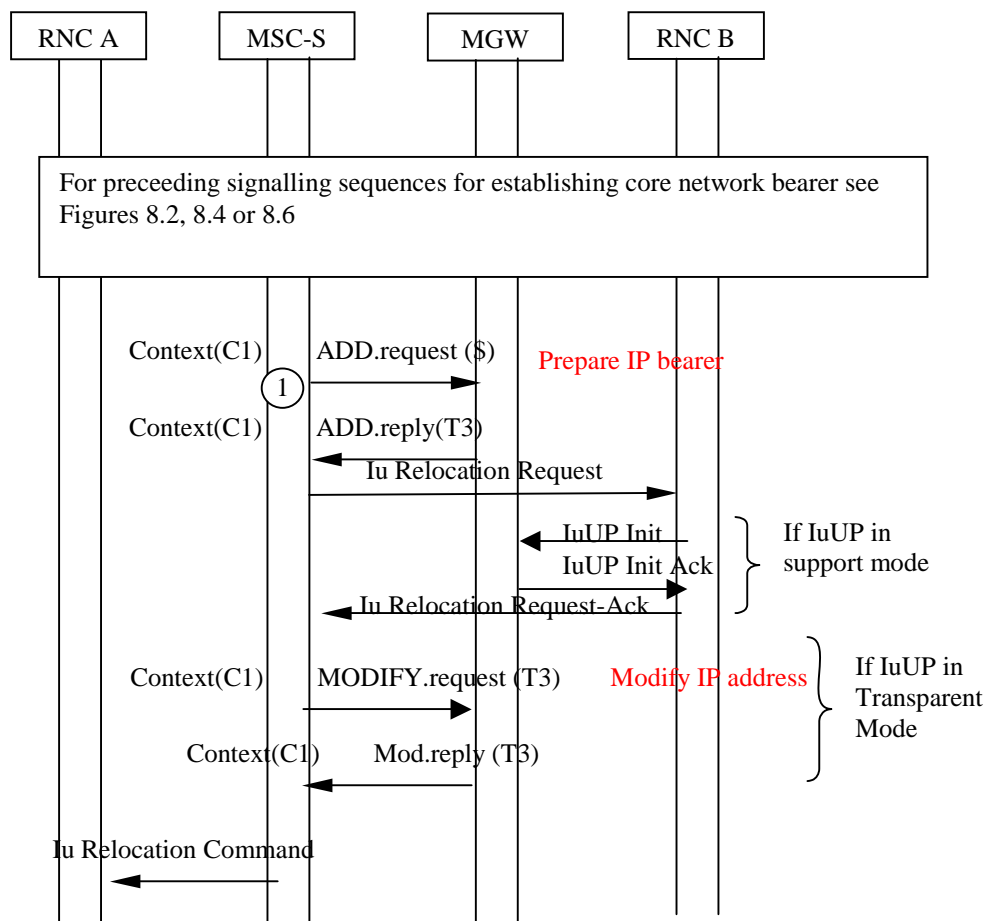 RNC A
MSC-S
MGW
RNC B
For preceeding signalling sequences for establishing core network bearer see
Figures 8.2, 8.4 or 8.6
Context(C1)
ADD.request ($)
Prepare IP bearer
1
Context(C1)
ADD.reply(T3)
Iu Relocation Request
IuUP Init
If IuUP in
support mode
IuUP Init Ack
Iu Relocation Request-Ack
Context(C1)
MODIFY.request (T3)
Modify IP address
If IuUP in
Transparent
Mode
Context(C1)
Mod.reply (T3)
Iu Relocation Command